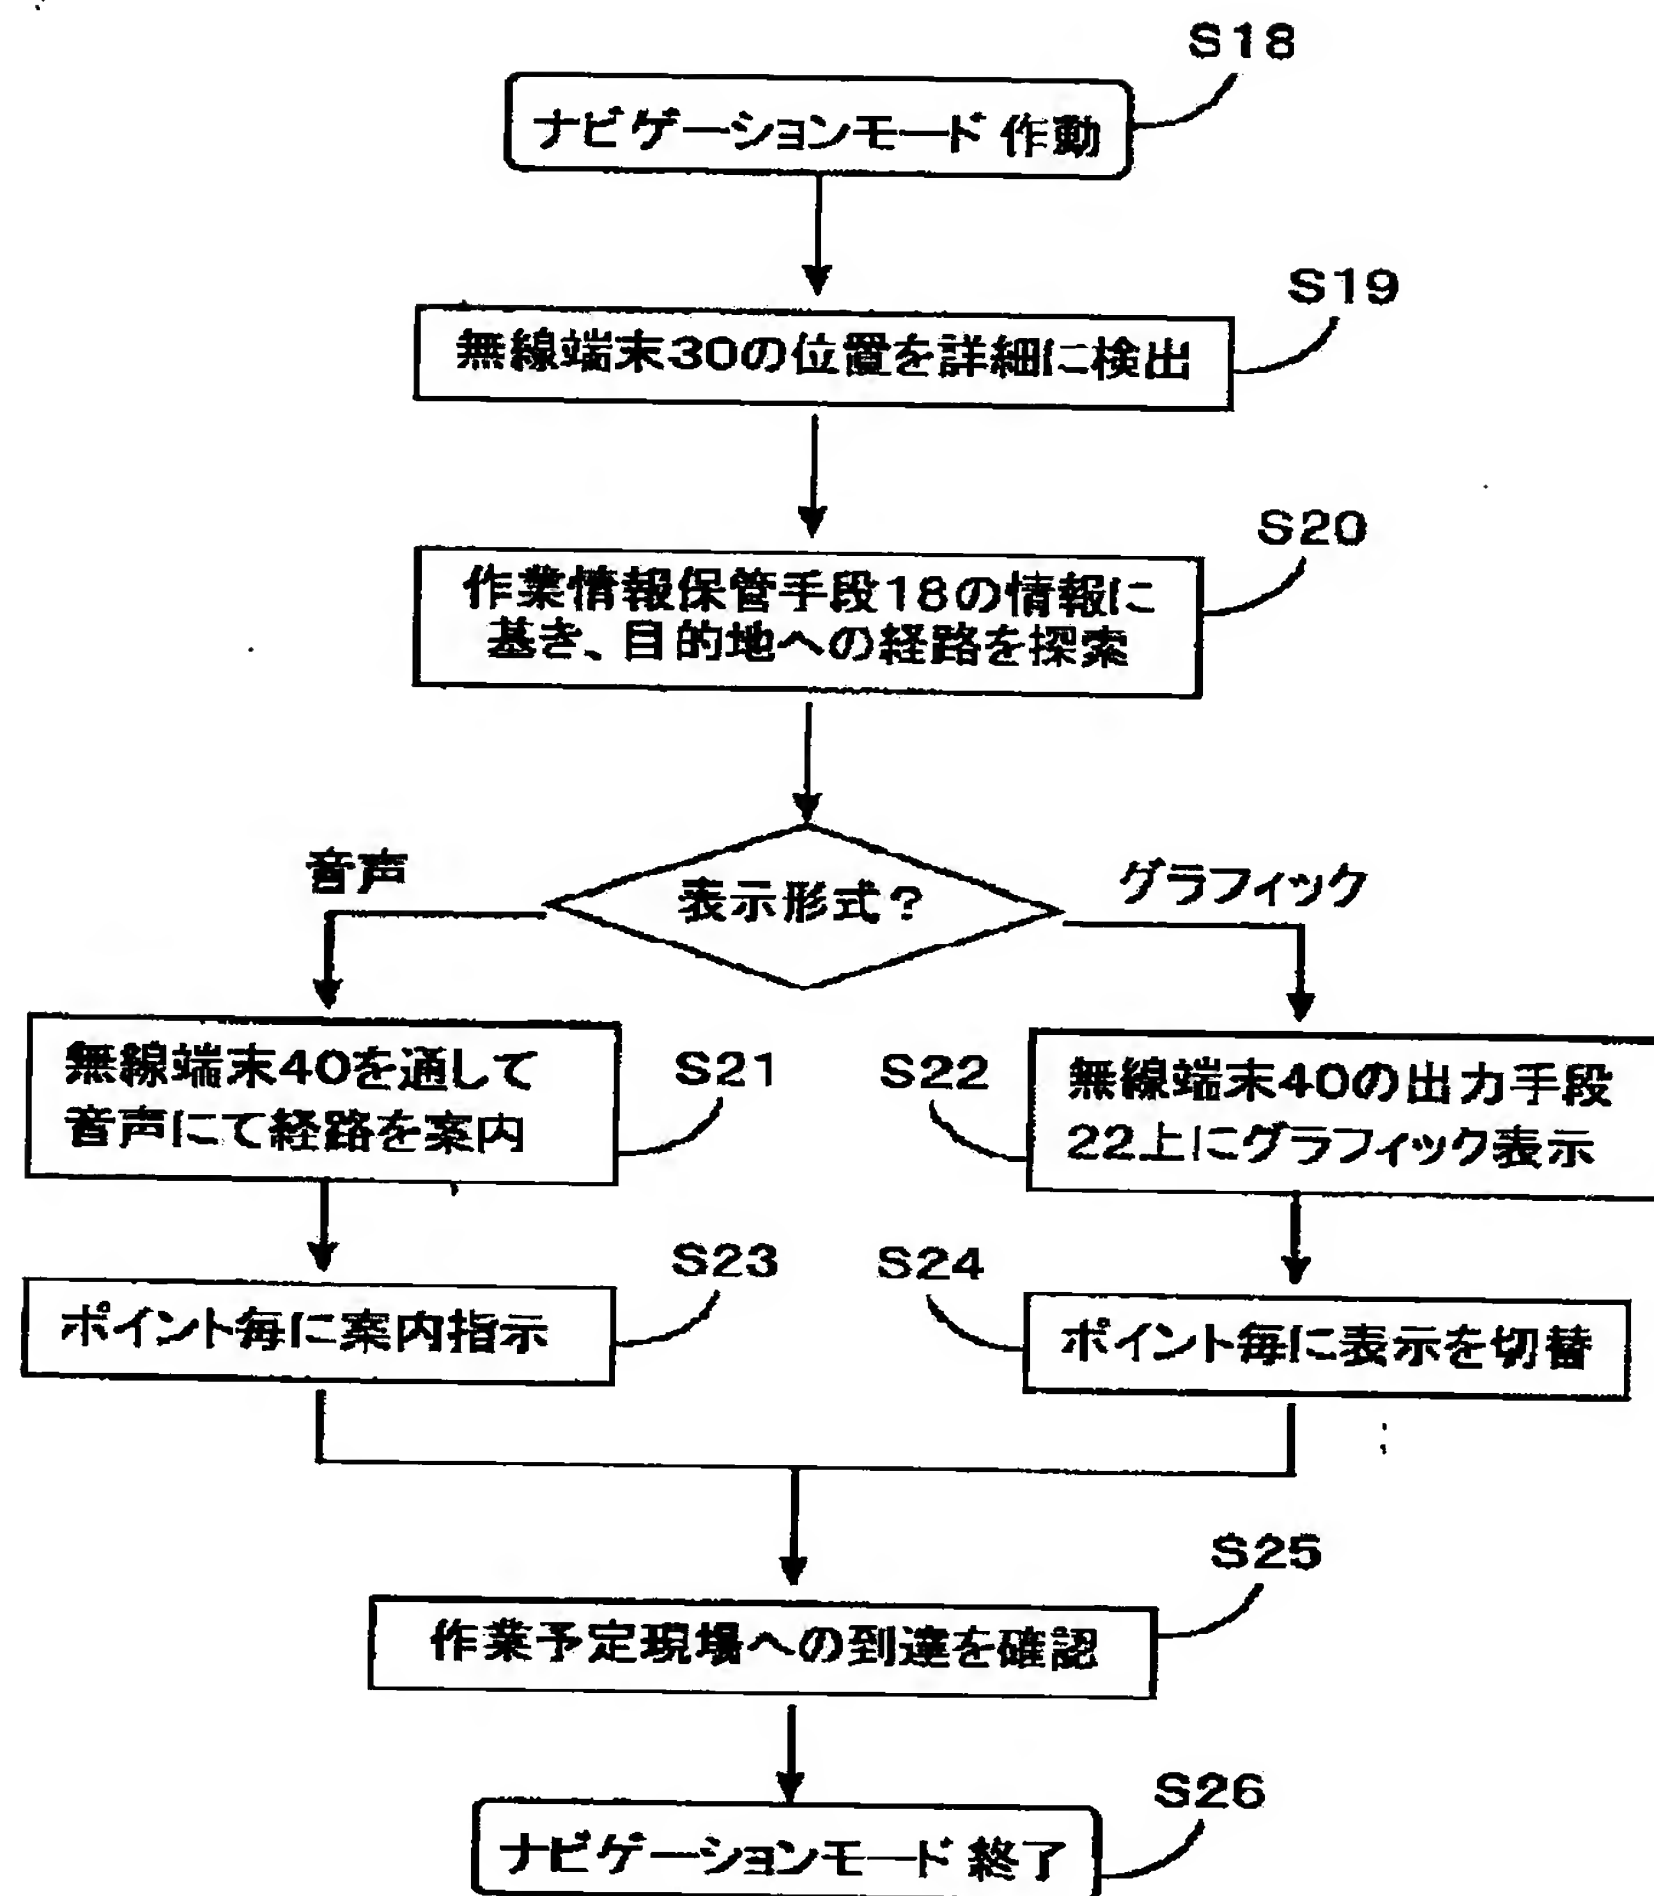 S18
ナビゲーションモード 作動
S19
無線端末30の位置を詳細に検出
S20
作業情報保管手段18の情報に
基き、目的地への経路を探索
表示形式？
音声
グラフィック
無線端末40を通して
音声にて経路を案内
S21
S22
無線端末40の出力手段
22上にグラフィック表示
ポイント毎に案内指示
S23
S24
ポイント毎に表示を切替
S25
作業予定現場への到達を確認
S26
ナビゲーションモード 終了